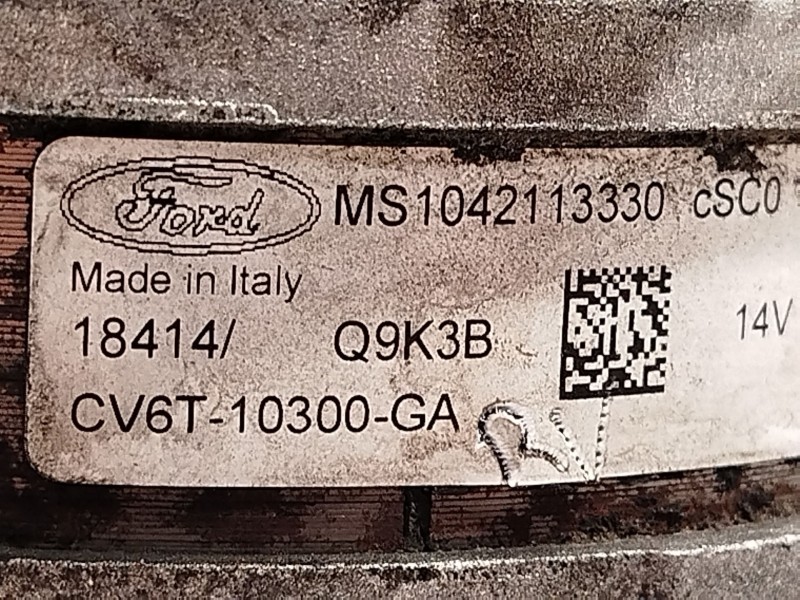 Ford MS1042113330 cSC0
Made in Italy
18414/ Q9K3B 14V
CV6T-10300-GA